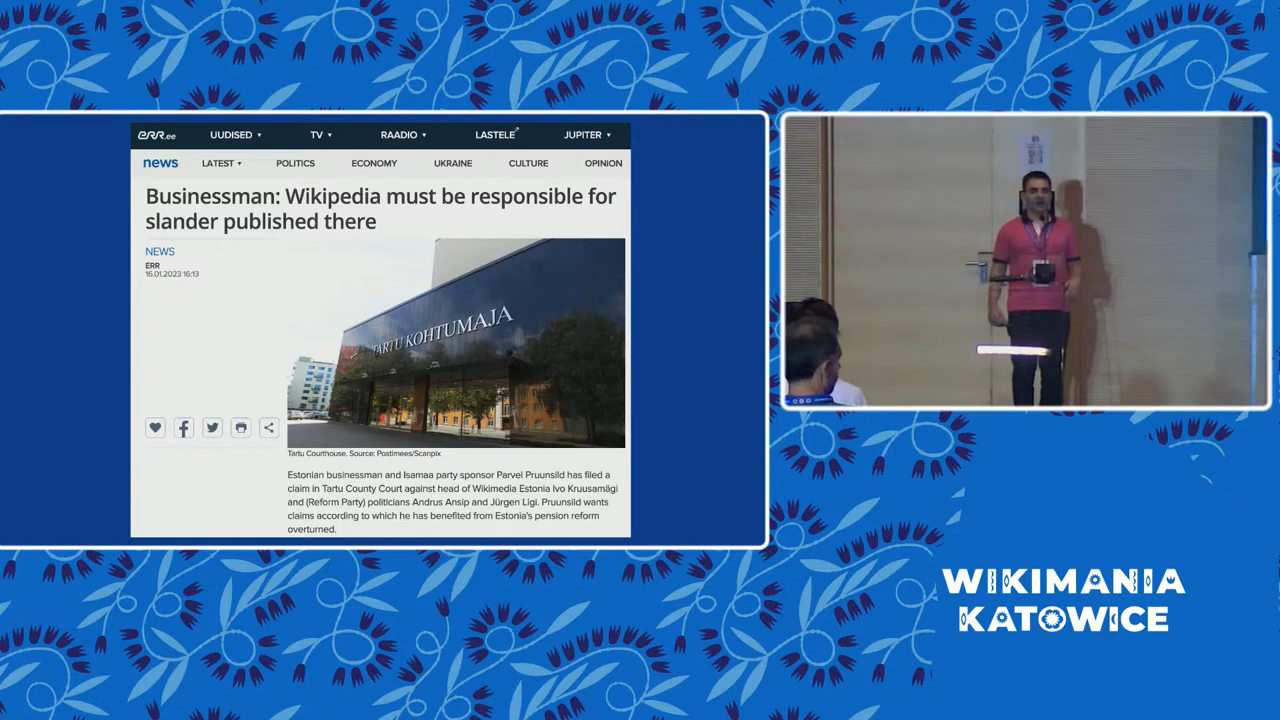 ERR.ee
UUDISED
TV
RAADIO
LASTELE
JUPITER
news
LATEST
POLITICS
ECONOMY
UKRAINE
CULTURE
OPINION
Businessman: Wikipedia must be responsible for
slander published there
NEWS
ERR
16.01.2023 16:13
TARTU KOHTUMAJA
Tartu Courthouse. Source: Postimees/Scanpix
Estonian businessman and Isamaa party sponsor Parvel Pruunsild has filed a
claim in Tartu County Court against head of Wikimedia Estonia Ivo Kruusamägi
and (Reform Party) politicians Andrus Ansip and Jürgen Ligi. Pruunsild wants
claims according to which he has benefited from Estonia's pension reform
overturned.
WIKIMANIA
KATOWICE